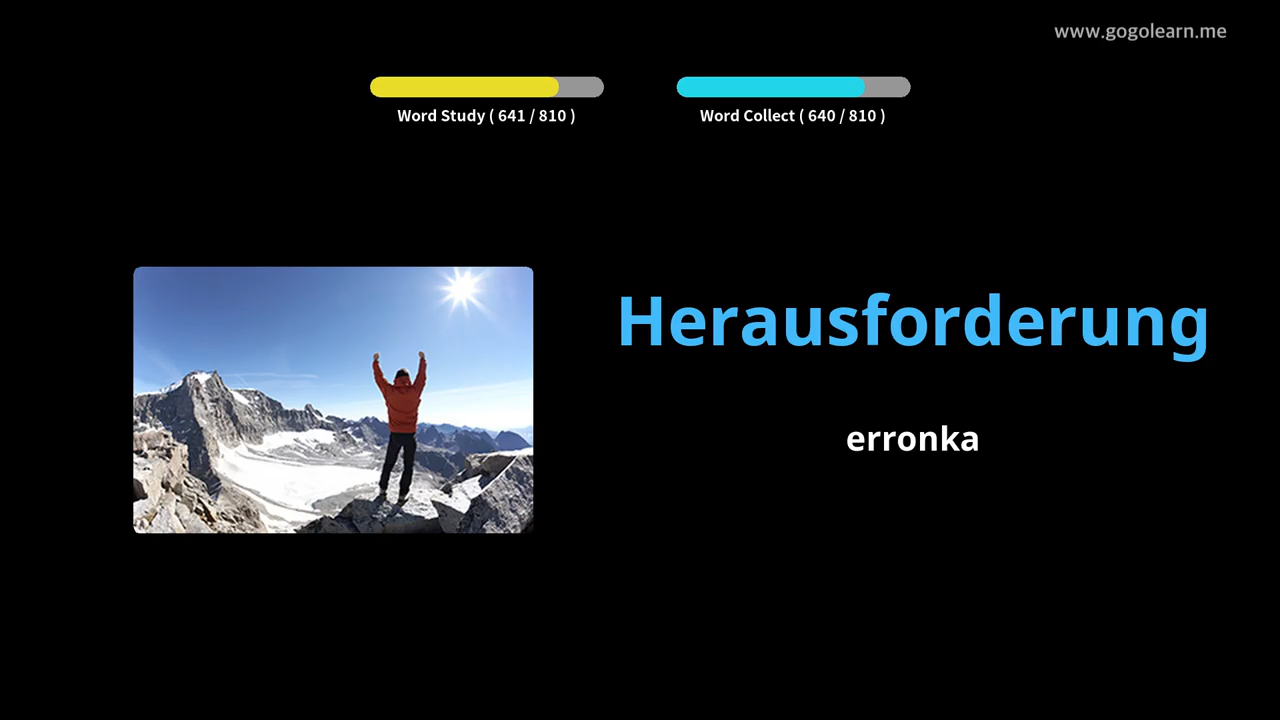 www.gogolearn.me
Word Study ( 641 / 810 )
Word Collect ( 640 / 810 )
Herausforderung
erronka